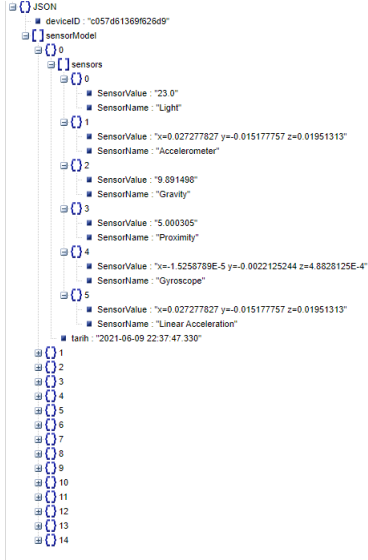 JSON
deviceID : "c057d61369f626d9"
sensorModel
0
sensors
0
SensorValue : "23.0"
SensorName : "Light"
1
SensorValue : "x=0.027277827 y=-0.015177757 z=0.01951313"
SensorName : "Accelerometer"
2
SensorValue : "9.891498"
SensorName : "Gravity"
3
SensorValue : "5.000305"
SensorName : "Proximity"
4
SensorValue : "x=-1.5258789E-5 y=-0.0022125244 z=4.8828125E-4"
SensorName : "Gyroscope"
5
SensorValue : "x=0.027277827 y=-0.015177757 z=0.01951313"
SensorName : "Linear Acceleration"
tarih : "2021-06-09 22:37:47.330"
1
2
3
4
5
6
7
8
9
10
11
12
13
14